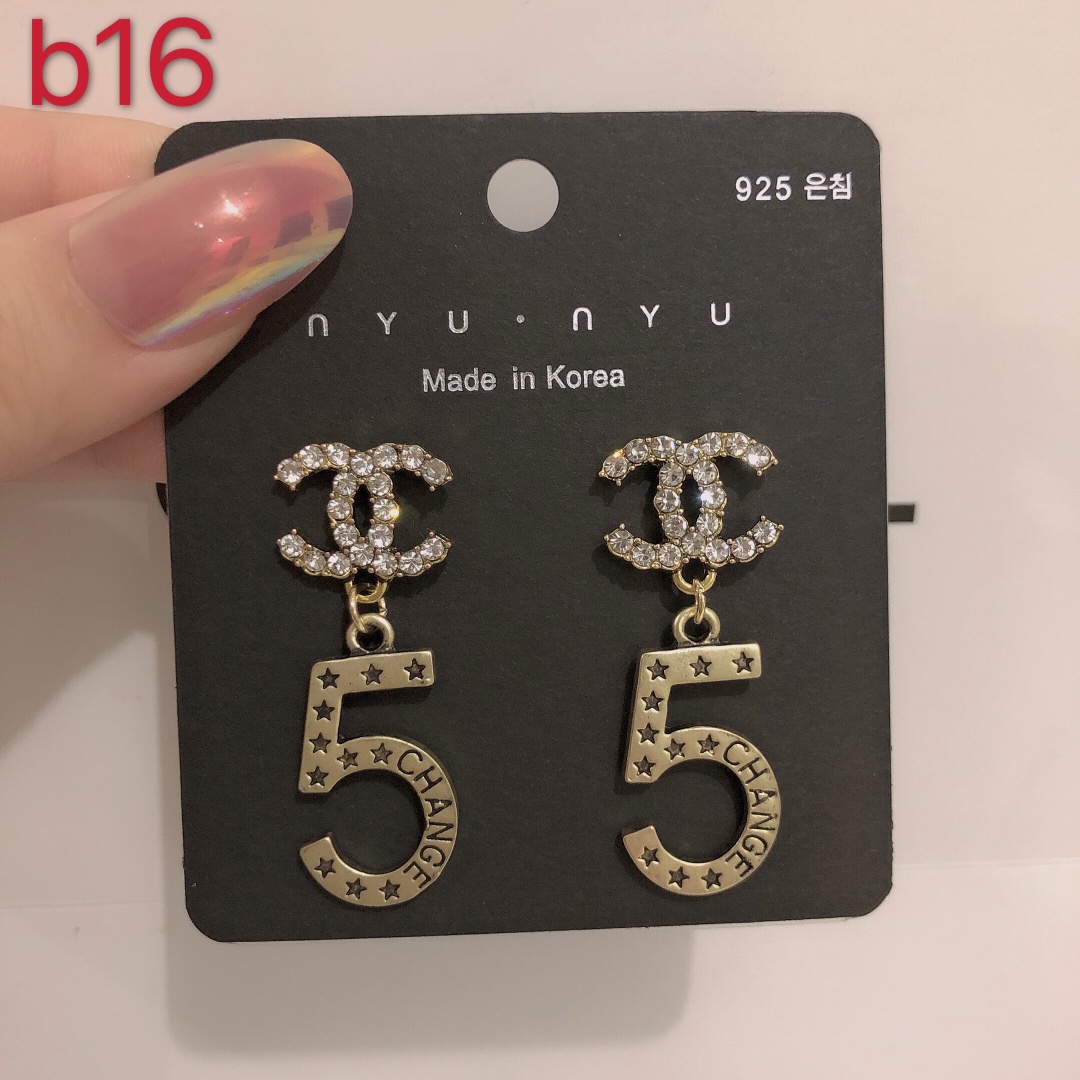 b16
925 은침
nYU·nYU
Made in Korea
5 5
CHANGE CHANGE